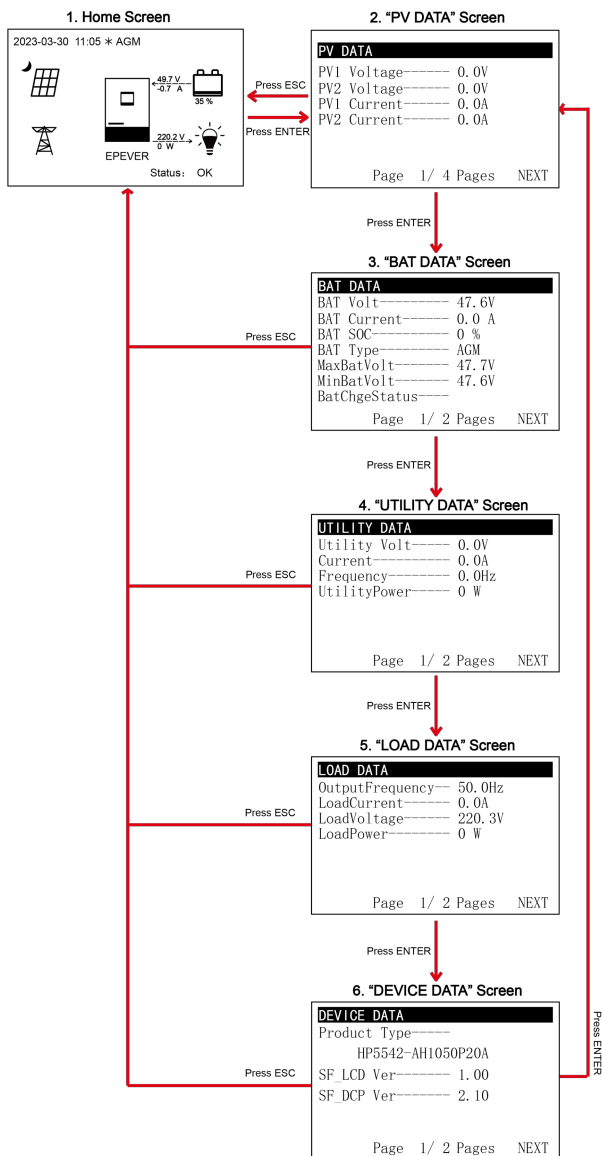 1. Home Screen
2023-03-30 11:05 ✳ AGM
49.7 V
-0.7 A
35 %
220.2 V
0 W
EPEVER
Status： OK
Press ESC
Press ENTER
2. “PV DATA” Screen
PV DATA
PV1 Voltage------ 0.0V
PV2 Voltage------ 0.0V
PV1 Current------ 0.0A
PV2 Current------ 0.0A
Page 1/ 4 Pages NEXT
Press ENTER
3. “BAT DATA” Screen
BAT DATA
BAT Volt--------- 47.6V
BAT Current------ 0.0 A
BAT SOC---------- 0 %
BAT Type--------- AGM
MaxBatVolt------- 47.7V
MinBatVolt------- 47.6V
BatChgeStatus----
Page 1/ 2 Pages NEXT
Press ESC
Press ENTER
4. “UTILITY DATA” Screen
UTILITY DATA
Utility Volt----- 0.0V
Current---------- 0.0A
Frequency-------- 0.0Hz
UtilityPower----- 0 W
Page 1/ 2 Pages NEXT
Press ESC
Press ENTER
5. “LOAD DATA” Screen
LOAD DATA
OutputFrequency-- 50.0Hz
LoadCurrent------ 0.0A
LoadVoltage------ 220.3V
LoadPower-------- 0 W
Page 1/ 2 Pages NEXT
Press ESC
Press ENTER
6. “DEVICE DATA” Screen
DEVICE DATA
Product Type-----
HP5542-AH1050P20A
SF_LCD Ver------- 1.00
SF_DCP Ver------- 2.10
Page 1/ 2 Pages NEXT
Press ESC
Press ENTER